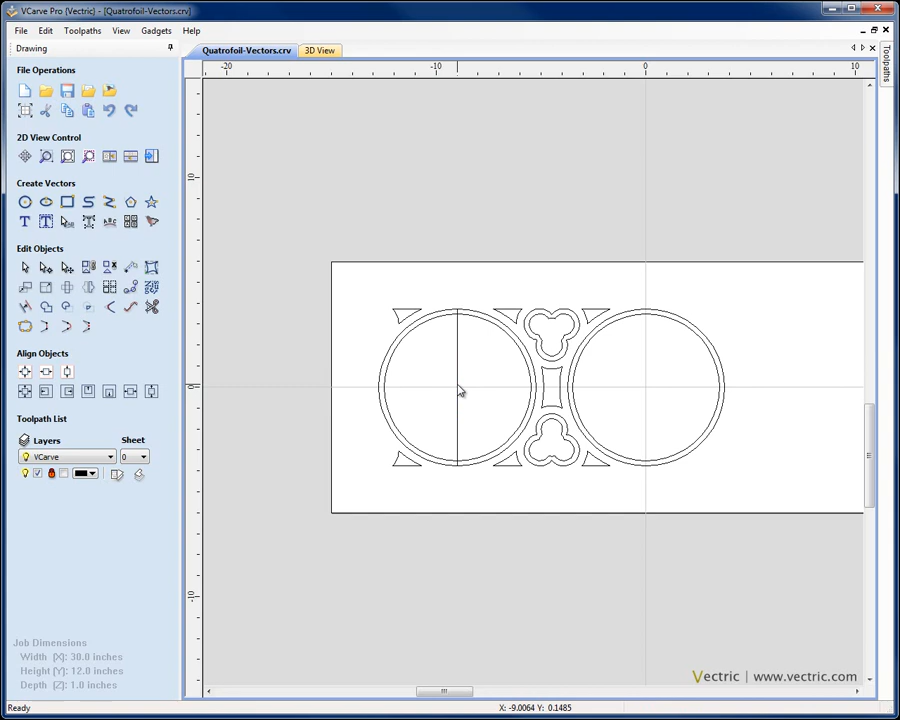 VCarve Pro {Vectric} - [Quatrofoil-Vectors.crv]
File Edit Toolpaths View Gadgets Help
Drawing
Quatrofoil-Vectors.crv 3D View
Toolpaths
-20 -10 0 10
File Operations
2D View Control
Create Vectors
Edit Objects
Align Objects
Toolpath List
Layers Sheet
VCarve 0
10
0
-10
Job Dimensions
Width (X): 30.0 inches
Height (Y): 12.0 inches
Depth (Z): 1.0 inches
Vectric | www.vectric.com
Ready X: -9.0064 Y: 0.1485